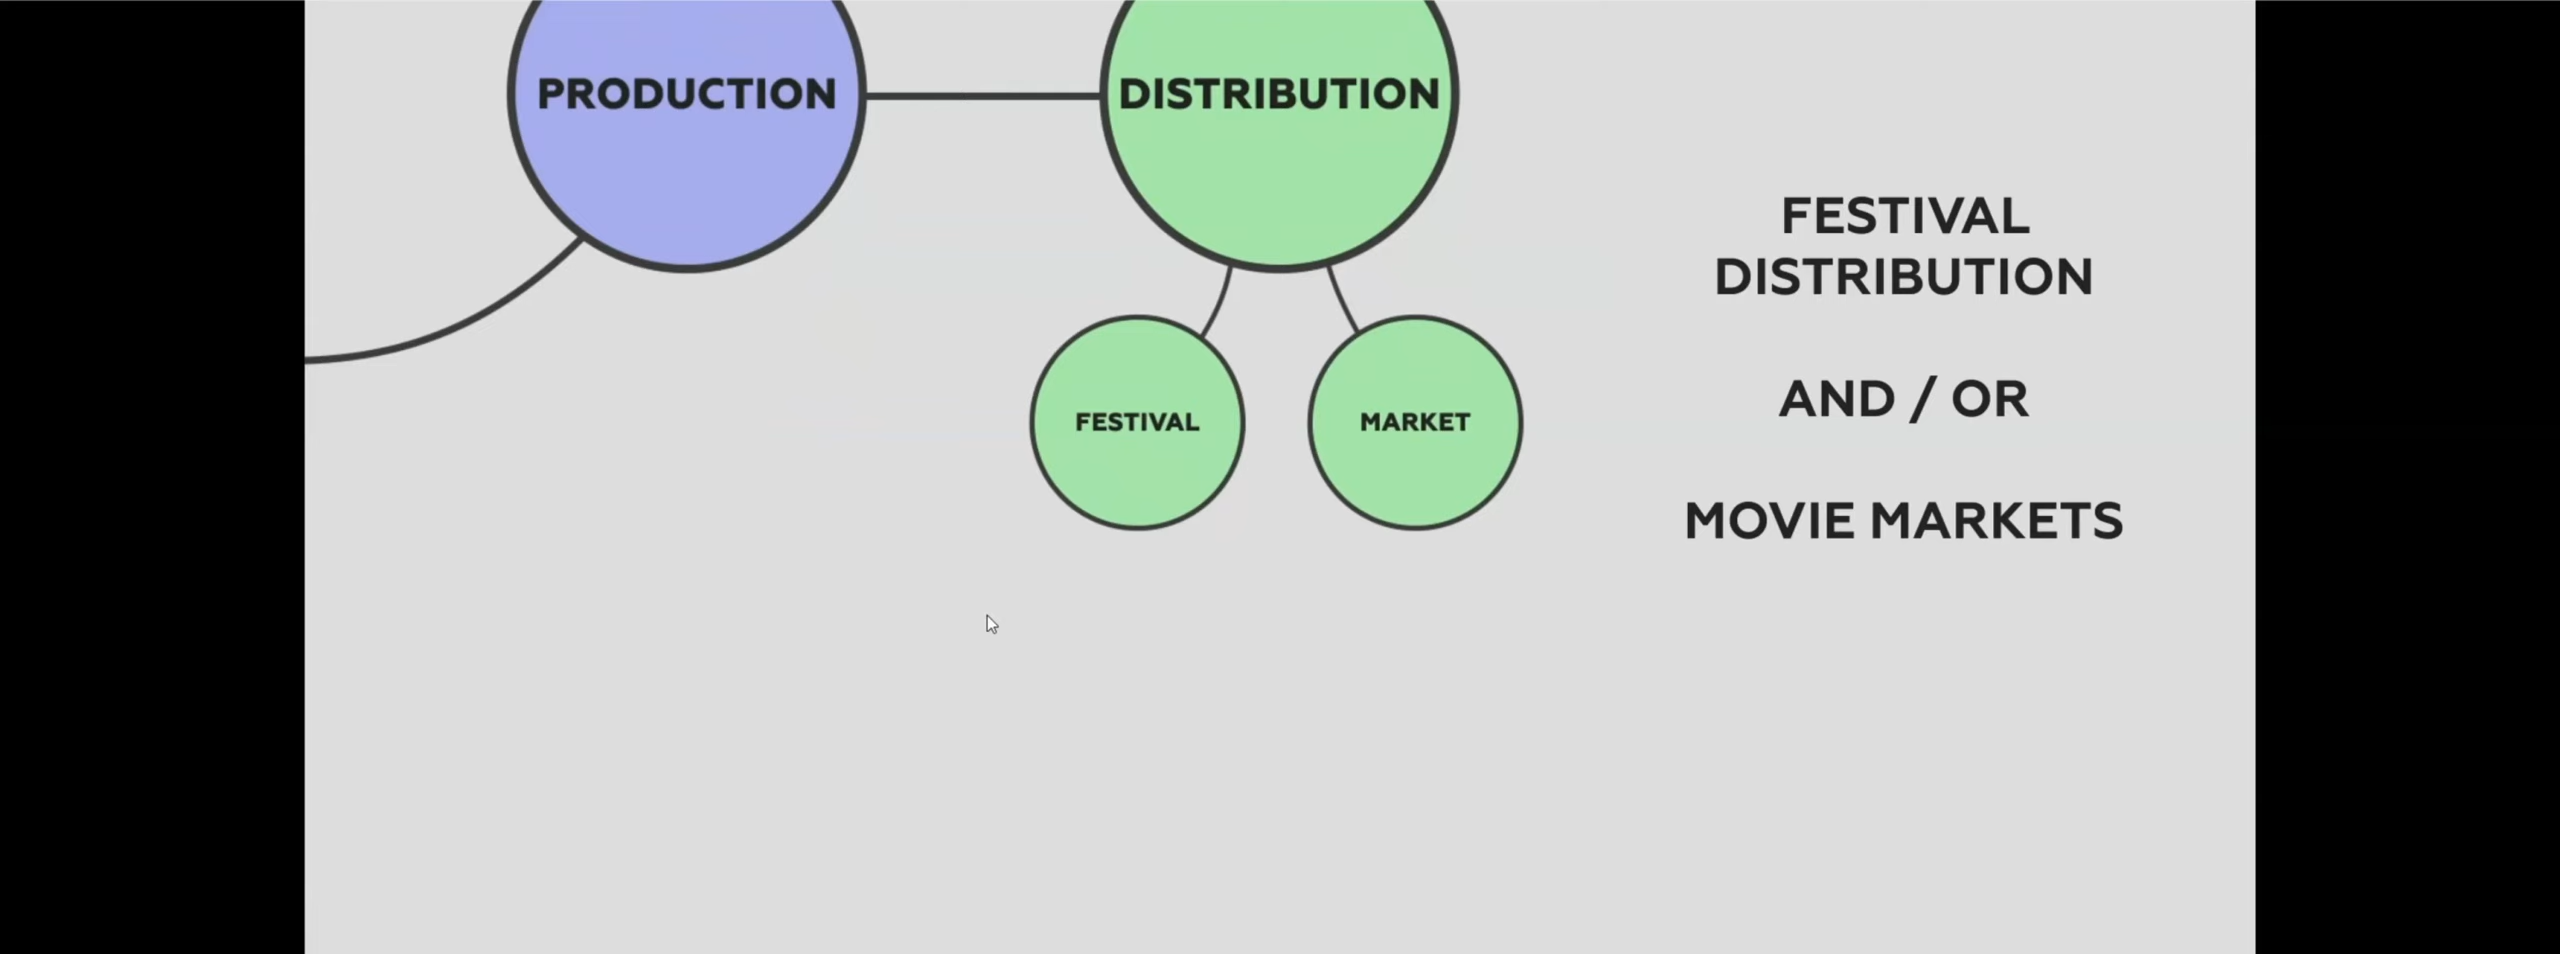 PRODUCTION
DISTRIBUTION
FESTIVAL
MARKET
FESTIVAL
DISTRIBUTION
AND / OR
MOVIE MARKETS